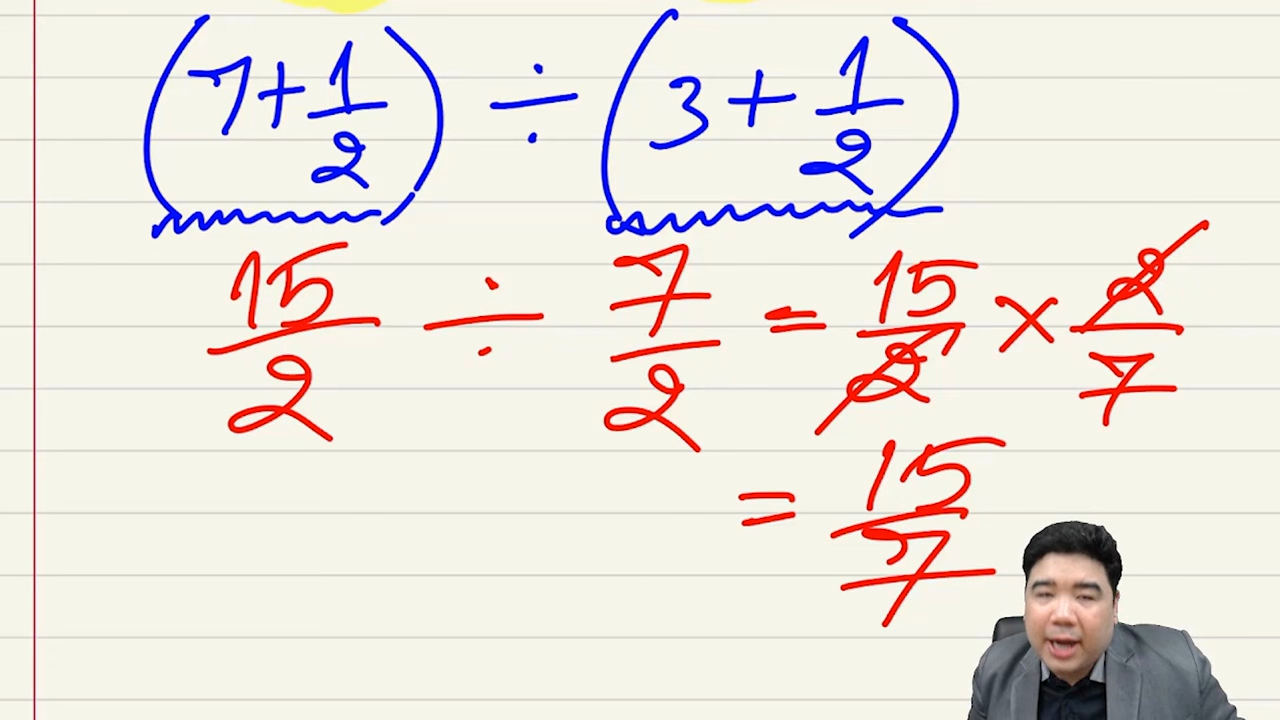 (7+1/2) ÷ (3+1/2)
15/2 ÷ 7/2 = 15/2 × 2/7
= 15/7